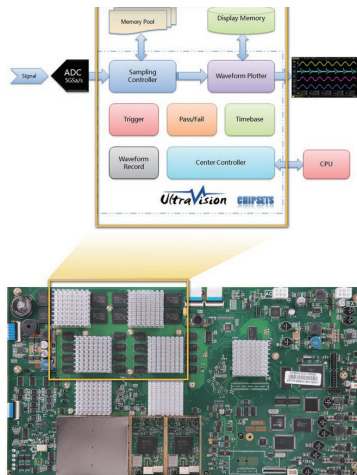 Memory Pool
Display Memory
Signal
ADC
5GSa/s
Sampling
Controller
Waveform Plotter
Trigger
Pass/Fail
Timebase
Waveform
Record
Center Controller
CPU
UltraVision CHIPSETS